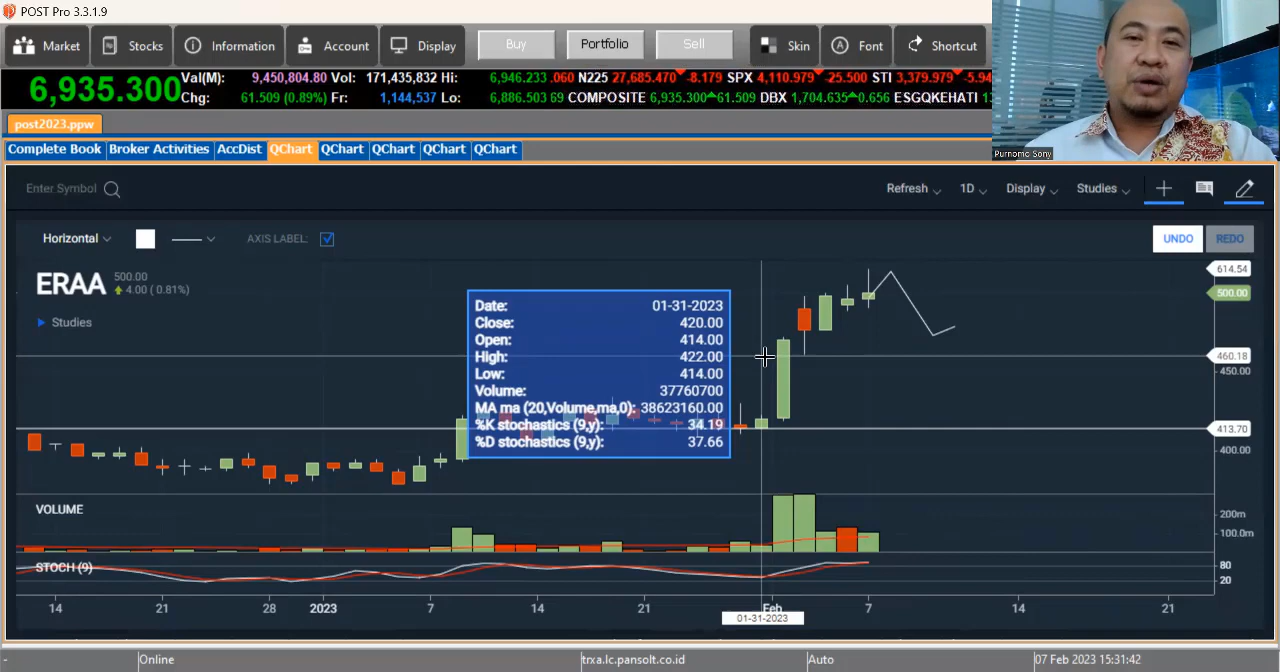 POST Pro 3.3.1.9
Market Stocks Information Account Display Buy Portfolio Sell Skin Font Shortcut
6,935.300
Val(M): 9,450,804.80 Vol: 171,435,832 Hi: 6,946.233 .060 N225 27,685.470 -8.179 SPX 4,110.979 -25.500 STI 3,379.979 -5.94
Chg: 61.509 (0.89%) Fr: 1,144,537 Lo: 6,886.503 69 COMPOSITE 6,935.300 61.509 DBX 1,704.635 0.656 ESGQKEHATI 13
post2023.ppw
Purnomo Sony
Complete Book Broker Activities AccDist QChart QChart QChart QChart QChart
Enter Symbol Refresh 1D Display Studies
Horizontal AXIS LABEL: UNDO REDO
ERAA 500.00
4.00 ( 0.81%)
Studies
Date: 01-31-2023
Close: 420.00
Open: 414.00
High: 422.00
Low: 414.00
Volume: 37760700
MA ma (20,Volume,ma,0): 38623160.00
%K stochastics (9,y): 34.19
%D stochastics (9,y): 37.66
614.54
500.00
460.18
450.00
413.70
400.00
VOLUME
200m
100.0m
STOCH (9)
80
20
14 21 28 2023 7 14 21 Feb 7 14 21
01-31-2023
- Online trxa.lc.pansolt.co.id Auto 07 Feb 2023 15:31:42